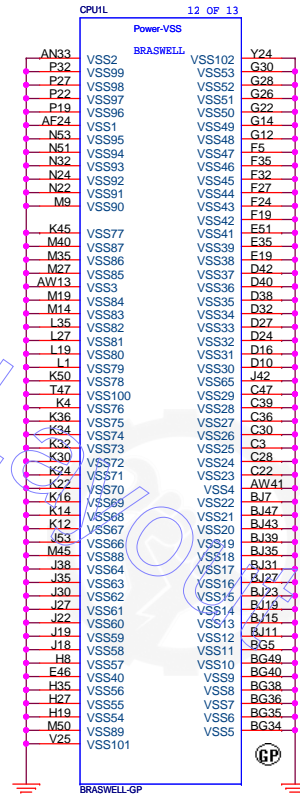 CPU1L 12 OF 13
Power-VSS
BRASWELL
AN33 VSS2 VSS102 Y24
P32 VSS99 VSS53 G30
P27 VSS98 VSS52 G28
P22 VSS97 VSS51 G26
P19 VSS96 VSS50 G22
AF24 VSS1 VSS49 G14
N53 VSS95 VSS48 G12
N51 VSS94 VSS47 F5
N32 VSS93 VSS46 F35
N24 VSS92 VSS45 F32
N22 VSS91 VSS44 F27
M9 VSS90 VSS43 F24
VSS42 F19
K45 VSS77 VSS41 E51
M40 VSS87 VSS39 E35
M35 VSS86 VSS38 E19
M27 VSS85 VSS37 D42
AW13 VSS3 VSS36 D40
M19 VSS84 VSS35 D38
M14 VSS83 VSS34 D32
L35 VSS82 VSS33 D27
L27 VSS81 VSS32 D24
L19 VSS80 VSS31 D16
L1 VSS79 VSS30 D10
K50 VSS78 VSS65 J42
T47 VSS100 VSS29 C47
K4 VSS76 VSS28 C39
K36 VSS75 VSS27 C36
K34 VSS74 VSS26 C30
K32 VSS73 VSS25 C3
K30 VSS72 VSS24 C28
K24 VSS71 VSS23 C22
K22 VSS70 VSS4 AW41
K16 VSS69 VSS22 BJ7
K14 VSS68 VSS21 BJ47
K12 VSS67 VSS20 BJ43
J53 VSS66 VSS19 BJ39
M45 VSS88 VSS18 BJ35
J38 VSS64 VSS17 BJ31
J35 VSS63 VSS16 BJ27
J30 VSS62 VSS15 BJ23
J27 VSS61 VSS14 BJ19
J22 VSS60 VSS13 BJ15
J19 VSS59 VSS12 BJ11
J18 VSS58 VSS11 BG5
H8 VSS57 VSS10 BG49
E46 VSS40 VSS9 BG40
H35 VSS56 VSS8 BG38
H27 VSS55 VSS7 BG36
H19 VSS54 VSS6 BG35
M50 VSS89 VSS5 BG34
V25 VSS101
GP
BRASWELL-GP